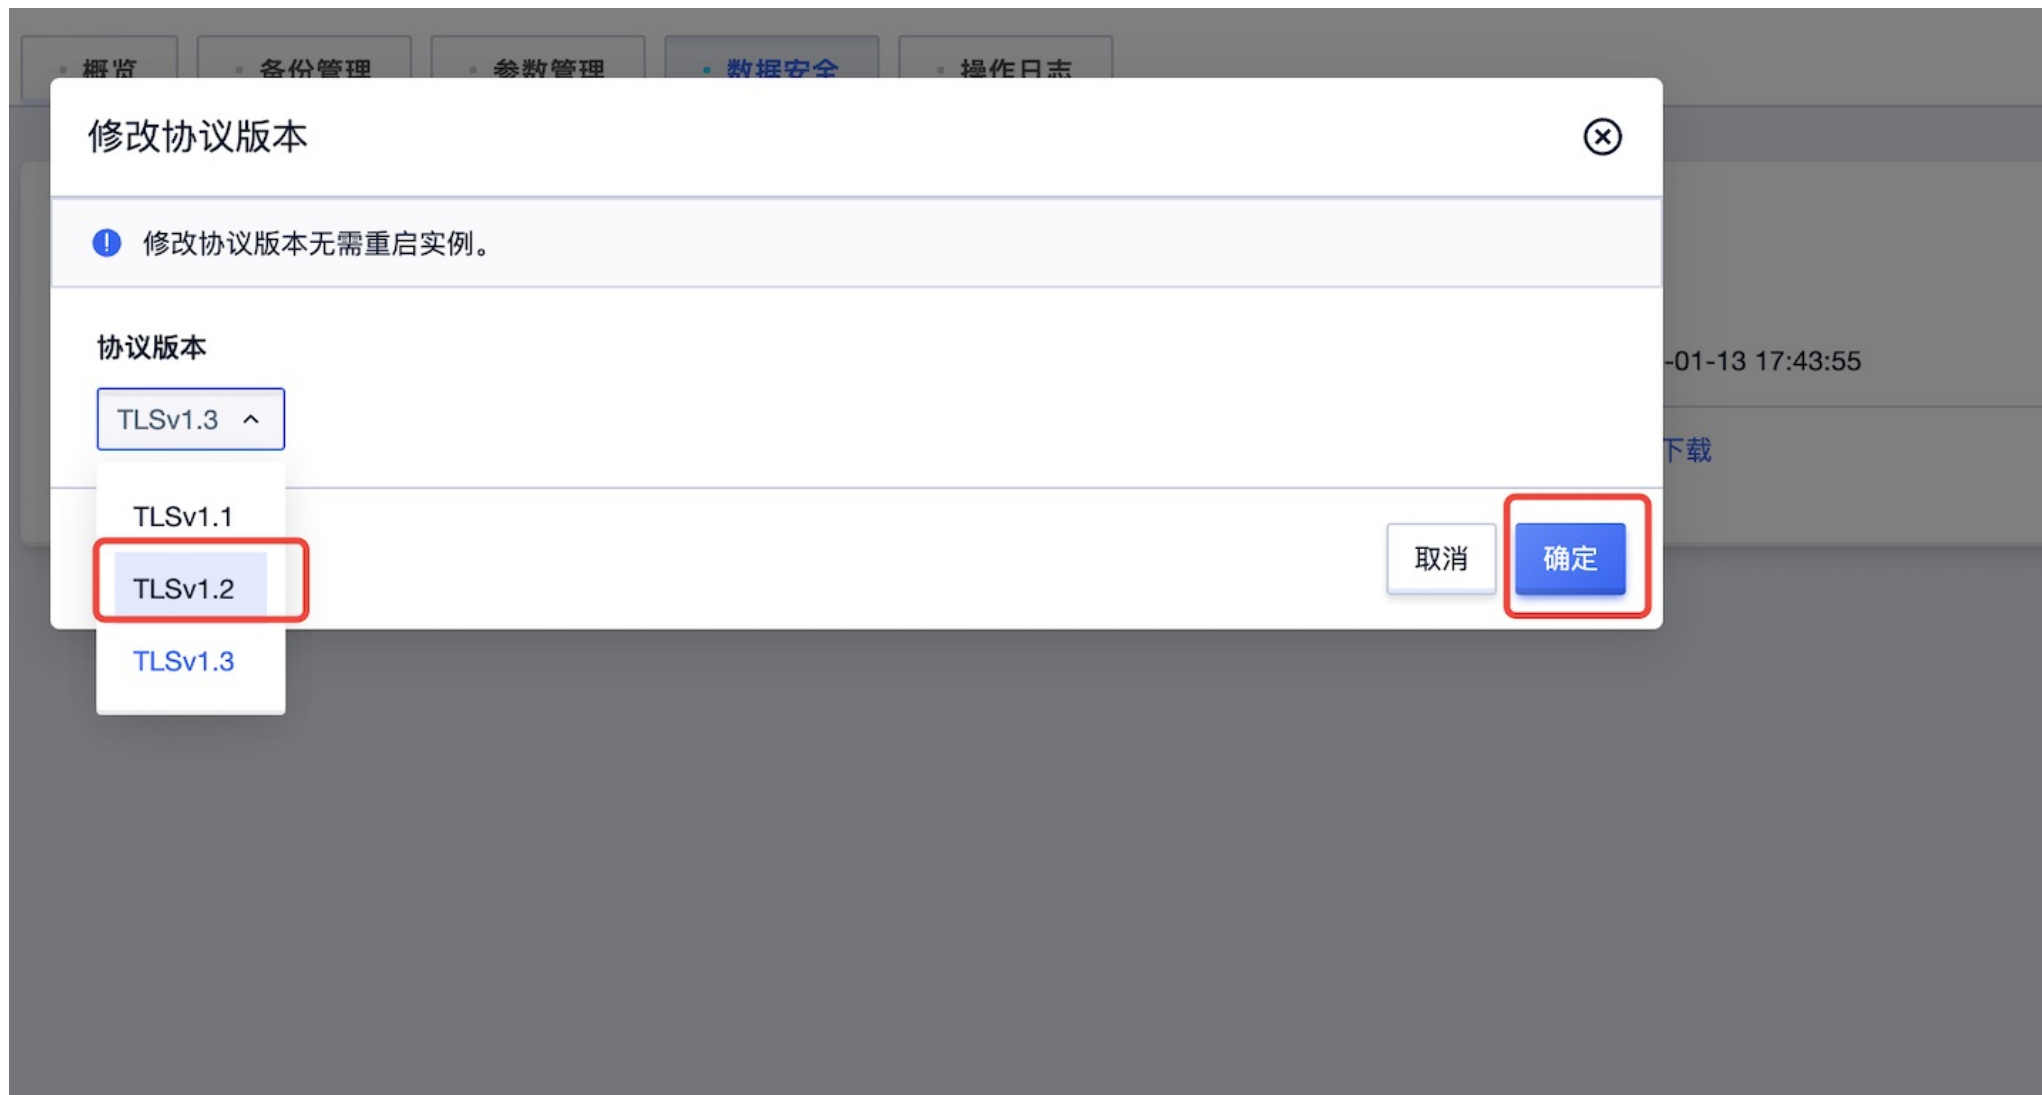 概览 备份管理 参数管理 数据安全 操作日志
修改协议版本
修改协议版本无需重启实例。
协议版本
-01-13 17:43:55
TLSv1.3
下载
TLSv1.1
取消 确定
TLSv1.2
TLSv1.3